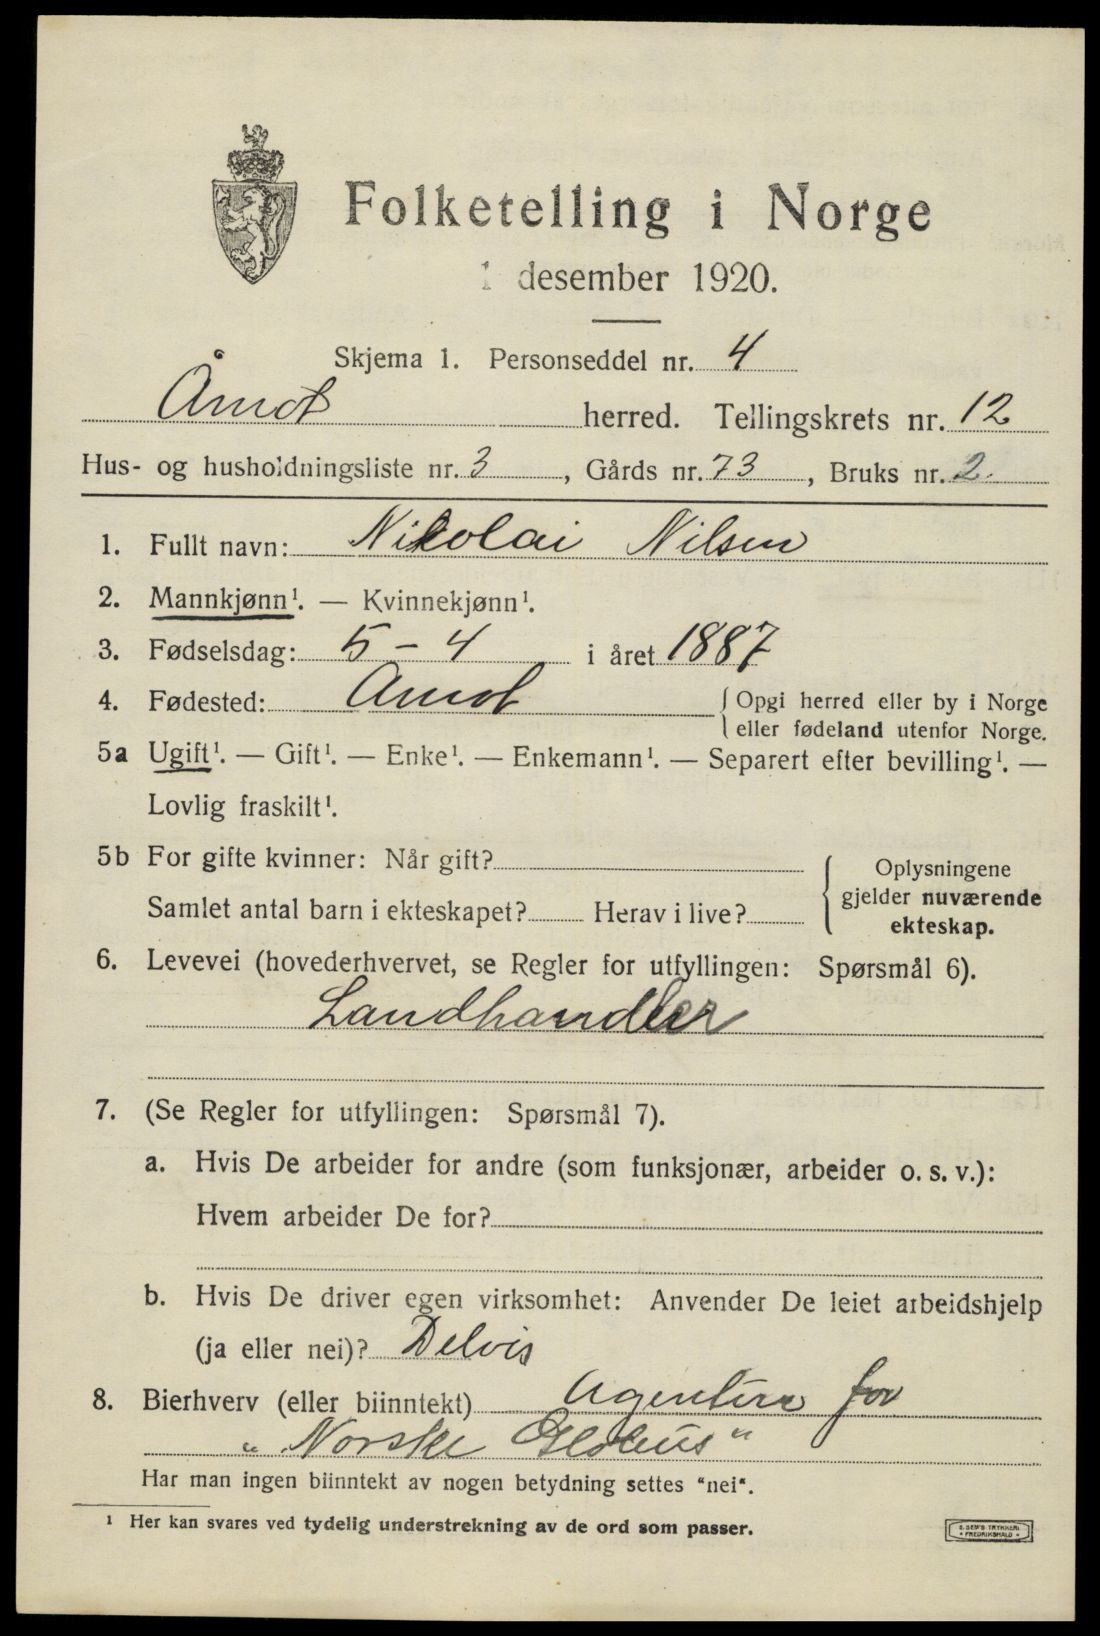 Folketelling i Norge
1 desember 1920.
Skjema 1. Personseddel nr. 4
Åmot herred. Tellingskrets nr. 12
Hus- og husholdningsliste nr. 3, Gårds nr. 73, Bruks nr. 2.
1. Fullt navn: Nikolai Nilsen
2. Mannkjønn¹. — Kvinnekjønn¹.
3. Fødselsdag: 5 – 4 i året 1887
4. Fødested: Åmot { Opgi herred eller by i Norge
eller fødeland utenfor Norge.
5a Ugift¹. — Gift¹. — Enke¹. — Enkemann¹. — Separert efter bevilling¹. —
Lovlig fraskilt¹.
5b For gifte kvinner: Når gift?
Samlet antal barn i ekteskapet? Herav i live?
Oplysningene
gjelder nuværende
ekteskap.
6. Levevei (hovederhvervet, se Regler for utfyllingen: Spørsmål 6).
Landhandler
7. (Se Regler for utfyllingen: Spørsmål 7).
a. Hvis De arbeider for andre (som funksjonær, arbeider o. s. v.):
Hvem arbeider De for?
b. Hvis De driver egen virksomhet: Anvender De leiet arbeidshjelp
(ja eller nei)? Delvis
8. Bierhverv (eller biinntekt) Agentur for
"Norske Globus"
Har man ingen biinntekt av nogen betydning settes "nei".
¹ Her kan svares ved tydelig understrekning av de ord som passer.
E. SEM'S TRYKKERI
FREDRIKSHALD